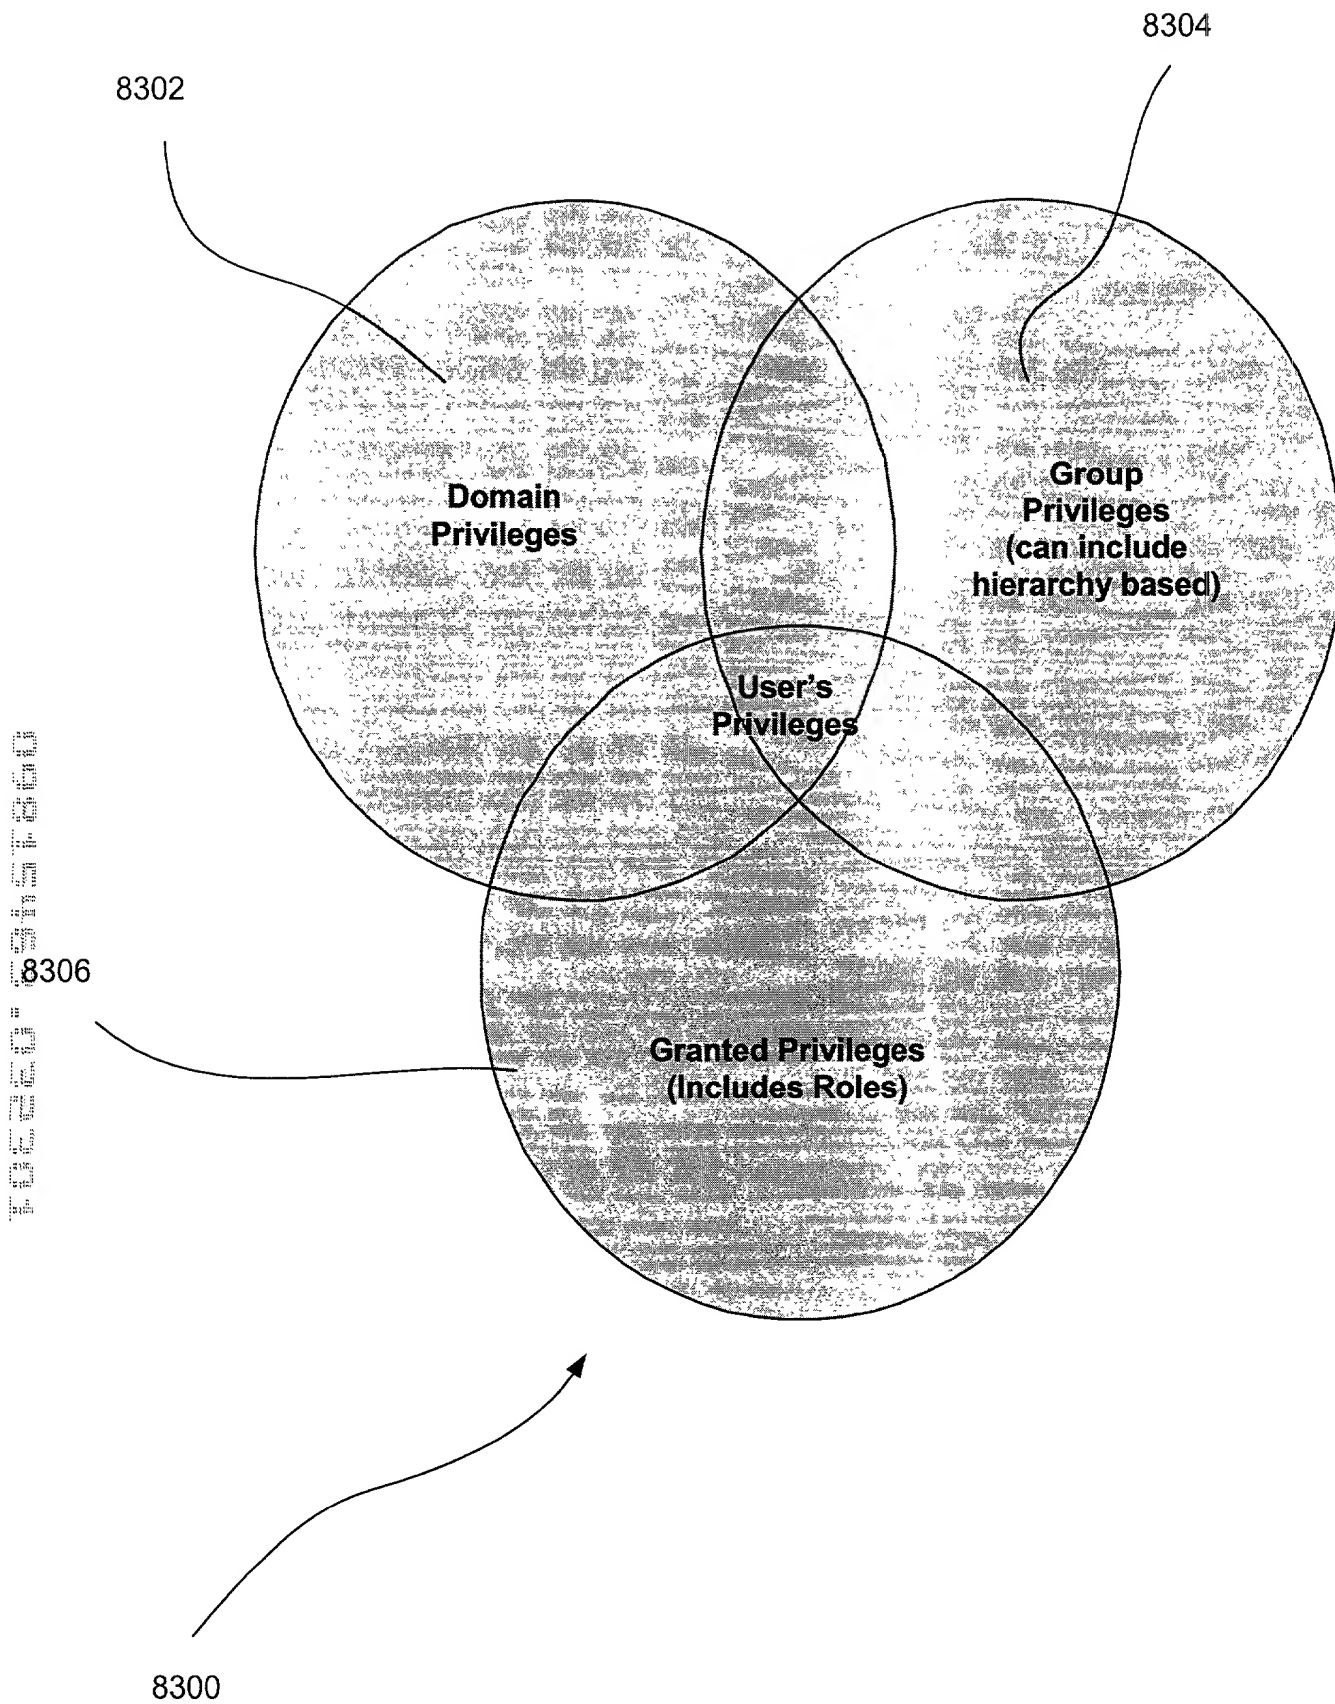 8304
8302
Domain
Privileges
Group
Privileges
(can include
hierarchy based)
User's
Privileges
8306
Granted Privileges
(Includes Roles)
8300